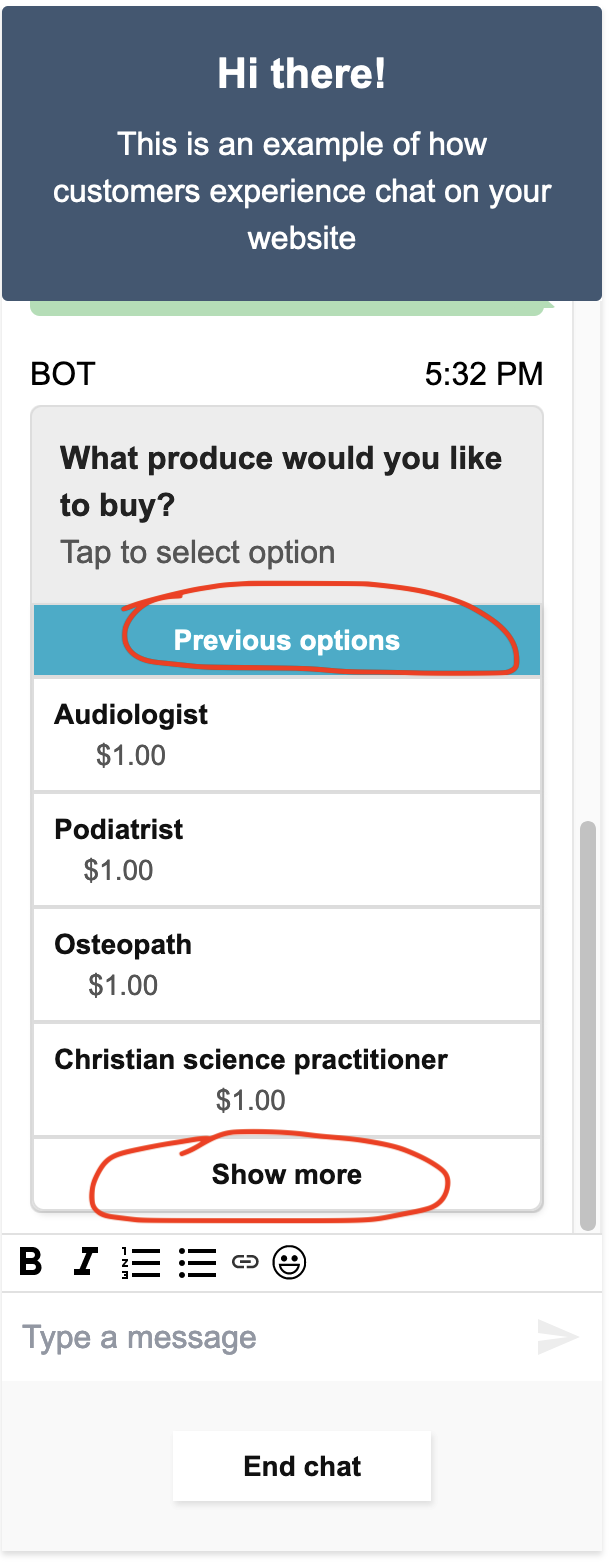 Hi there!
This is an example of how
customers experience chat on your
website
BOT 5:32 PM
What produce would you like
to buy?
Tap to select option
Previous options
Audiologist
$1.00
Podiatrist
$1.00
Osteopath
$1.00
Christian science practitioner
$1.00
Show more
B I
Type a message
End chat